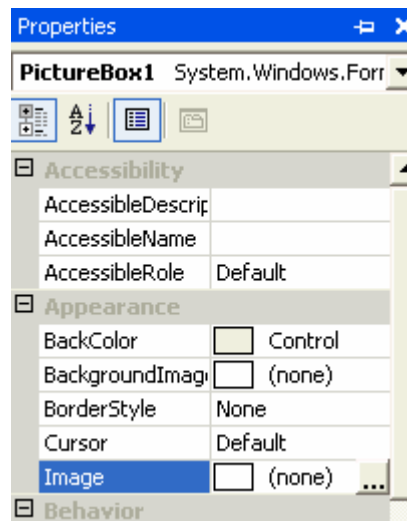 Properties
PictureBox1 System.Windows.Forr
Accessibility
AccessibleDescrip
AccessibleName
AccessibleRole Default
Appearance
BackColor Control
BackgroundImag
(none)
BorderStyle None
Cursor Default
Image (none) ...
Behavior